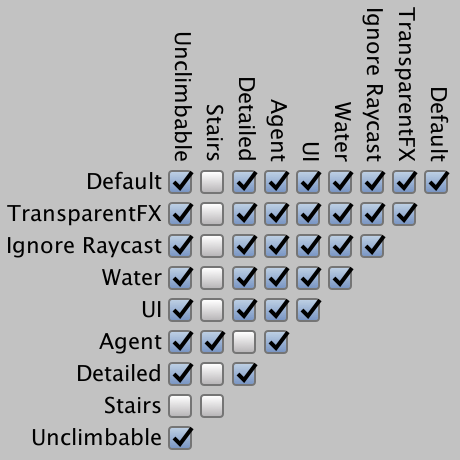 Unclimbable
Stairs
Detailed
Agent
UI
Water
Ignore Raycast
TransparentFX
Default
Default
TransparentFX
Ignore Raycast
Water
UI
Agent
Detailed
Stairs
Unclimbable